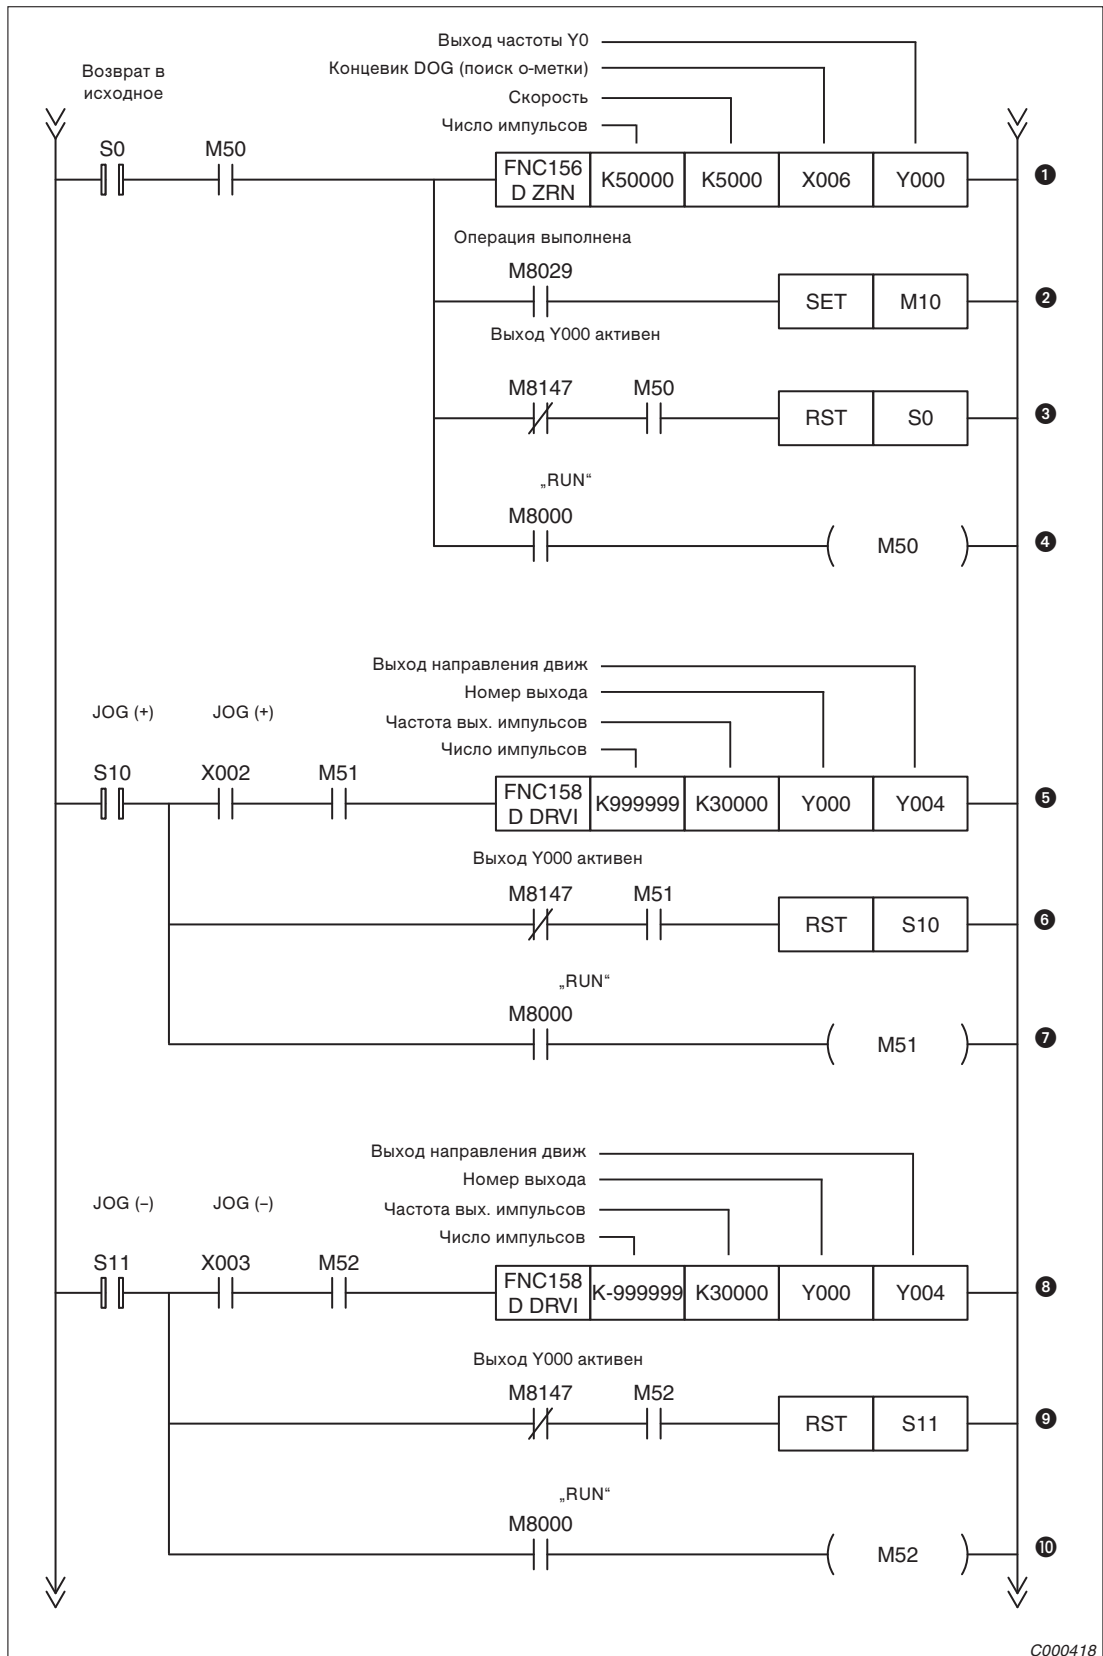 Выход частоты Y0
Концевик DOG (поиск о-метки)
Возврат в
исходное
Скорость
Число импульсов
S0 M50
FNC156
D ZRN K50000 K5000 X006 Y000 ❶
Операция выполнена
M8029
SET M10 ❷
Выход Y000 активен
M8147 M50
RST S0 ❸
„RUN“
M8000
M50 ❹
Выход направления движ
Номер выхода
JOG (+) JOG (+)
Частота вых. импульсов
Число импульсов
S10 X002 M51
FNC158
D DRVI K999999 K30000 Y000 Y004 ❺
Выход Y000 активен
M8147 M51
RST S10 ❻
„RUN“
M8000
M51 ❼
Выход направления движ
Номер выхода
JOG (–) JOG (–)
Частота вых. импульсов
Число импульсов
S11 X003 M52
FNC158
D DRVI K-999999 K30000 Y000 Y004 ❽
Выход Y000 активен
M8147 M52
RST S11 ❾
„RUN“
M8000
M52 ❿
C000418